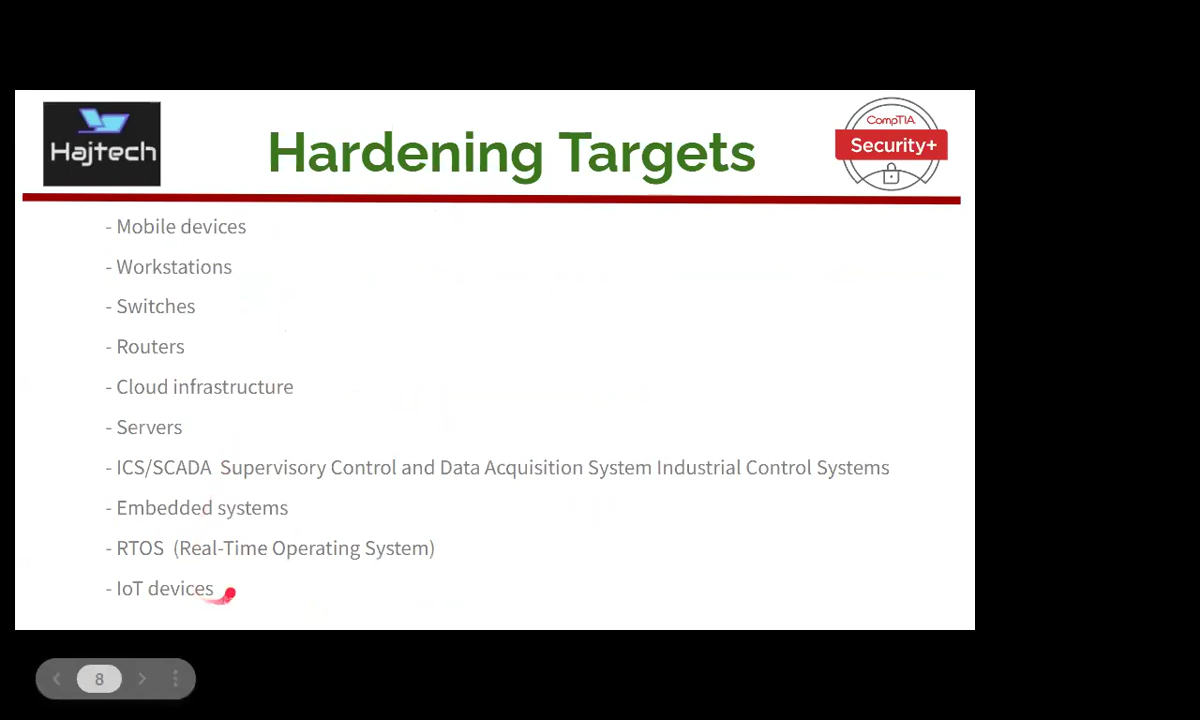 Hajtech
Hardening Targets
CompTIA
Security+
- Mobile devices
- Workstations
- Switches
- Routers
- Cloud infrastructure
- Servers
- ICS/SCADA  Supervisory Control and Data Acquisition System Industrial Control Systems
- Embedded systems
- RTOS  (Real-Time Operating System)
- IoT devices
8